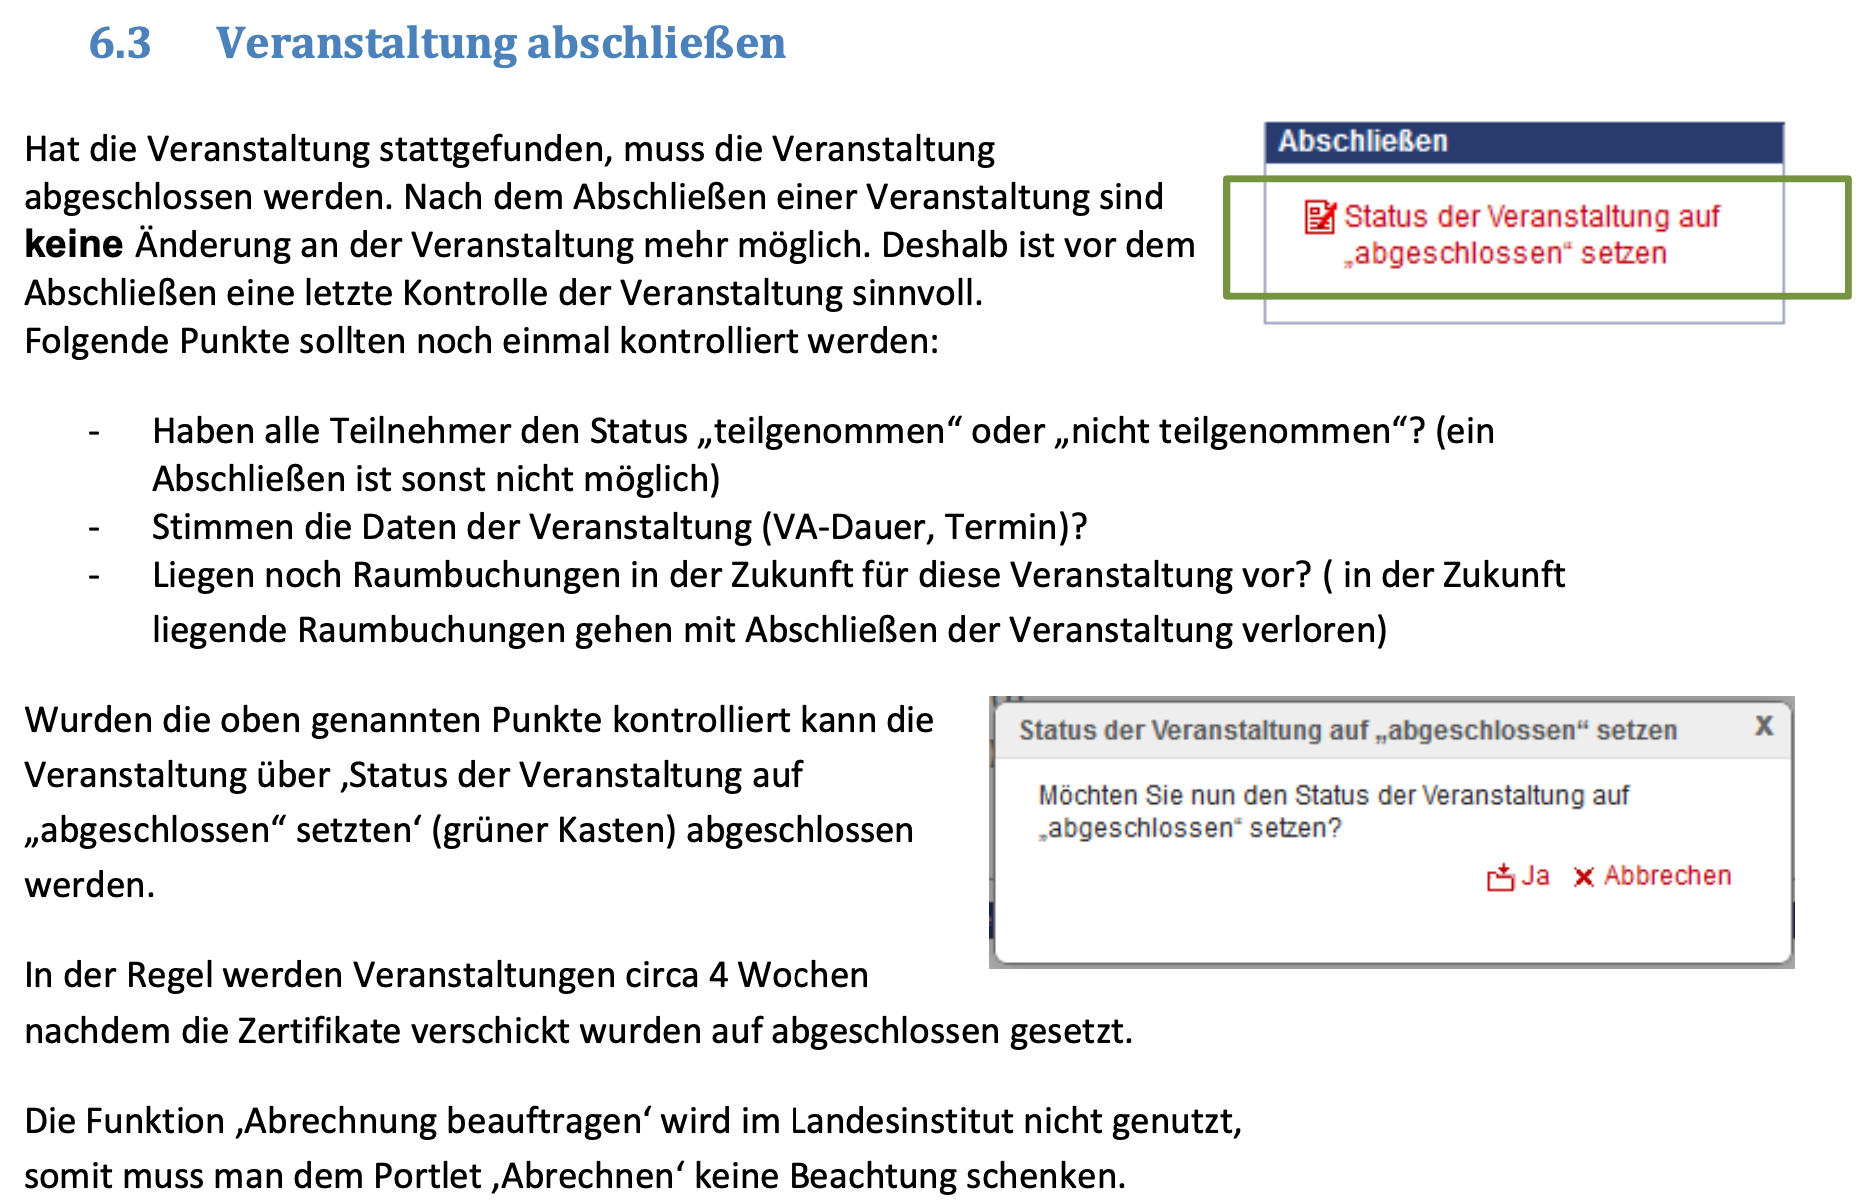 6.3 Veranstaltung abschließen
Hat die Veranstaltung stattgefunden, muss die Veranstaltung
abgeschlossen werden. Nach dem Abschließen einer Veranstaltung sind
keine Änderung an der Veranstaltung mehr möglich. Deshalb ist vor dem
Abschließen eine letzte Kontrolle der Veranstaltung sinnvoll.
Folgende Punkte sollten noch einmal kontrolliert werden:
Abschließen
Status der Veranstaltung auf
„abgeschlossen“ setzen
- Haben alle Teilnehmer den Status „teilgenommen“ oder „nicht teilgenommen“? (ein
Abschließen ist sonst nicht möglich)
- Stimmen die Daten der Veranstaltung (VA-Dauer, Termin)?
- Liegen noch Raumbuchungen in der Zukunft für diese Veranstaltung vor? ( in der Zukunft
liegende Raumbuchungen gehen mit Abschließen der Veranstaltung verloren)
Wurden die oben genannten Punkte kontrolliert kann die
Veranstaltung über ‚Status der Veranstaltung auf
„abgeschlossen“ setzten‘ (grüner Kasten) abgeschlossen
werden.
Status der Veranstaltung auf „abgeschlossen“ setzen X
Möchten Sie nun den Status der Veranstaltung auf
„abgeschlossen“ setzen?
Ja Abbrechen
In der Regel werden Veranstaltungen circa 4 Wochen
nachdem die Zertifikate verschickt wurden auf abgeschlossen gesetzt.
Die Funktion ‚Abrechnung beauftragen‘ wird im Landesinstitut nicht genutzt,
somit muss man dem Portlet ‚Abrechnen‘ keine Beachtung schenken.